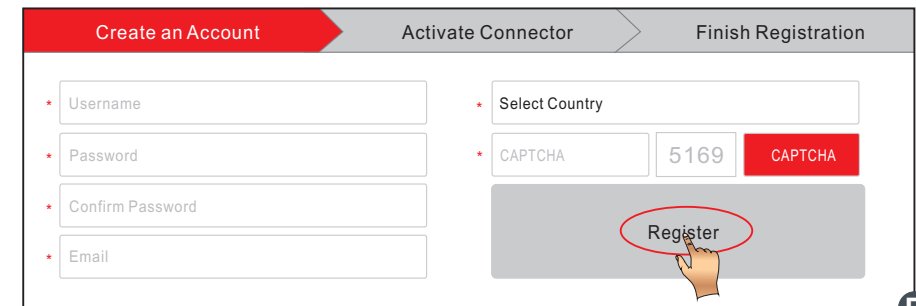 Create an Account
Activate Connector
Finish Registration
* Username
* Password
* Confirm Password
* Email
* Select Country
* CAPTCHA
5169
CAPTCHA
Register